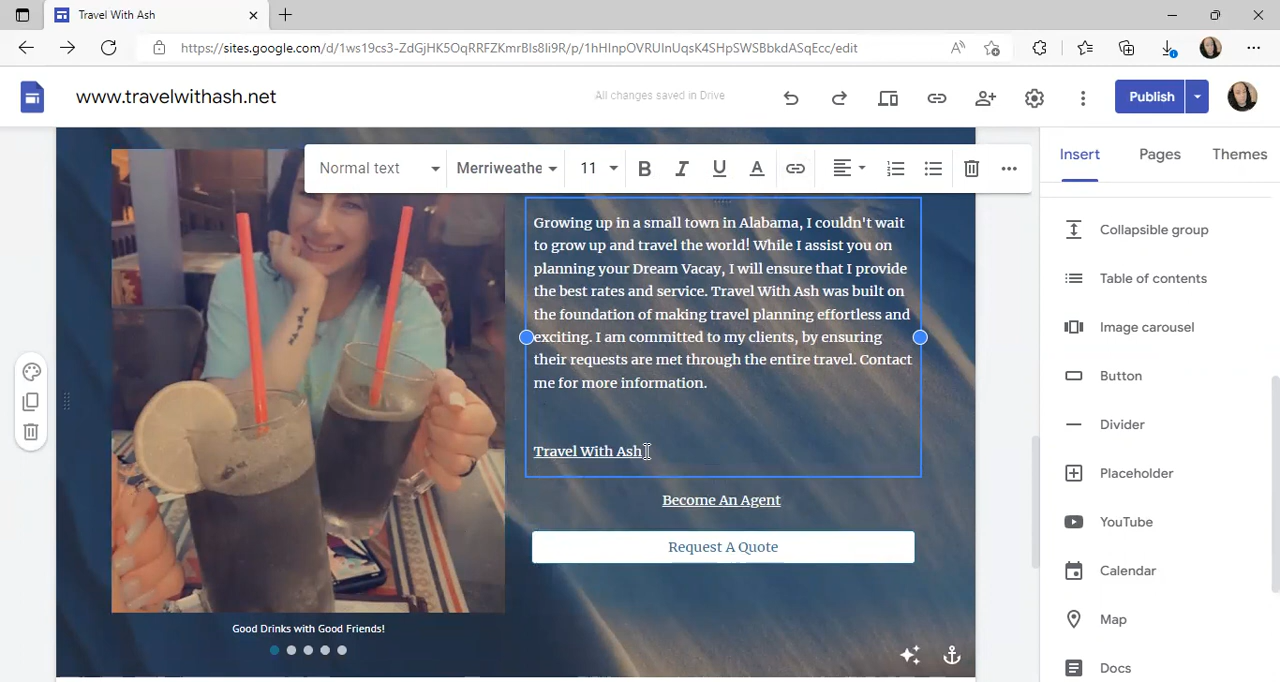 Travel With Ash
https://sites.google.com/d/1ws19cs3-ZdGjHK5OqRRFZKmrBIs8li9R/p/1hHInpOVRUInUqsK4SHpSWSBbkdASqEcc/edit
www.travelwithash.net
All changes saved in Drive
Publish
Insert
Pages
Themes
Normal text
Merriweathe
11
B
I
U
A
Growing up in a small town in Alabama, I couldn't wait
to grow up and travel the world! While I assist you on
planning your Dream Vacay, I will ensure that I provide
the best rates and service. Travel With Ash was built on
the foundation of making travel planning effortless and
exciting. I am committed to my clients, by ensuring
their requests are met through the entire travel. Contact
me for more information.
Travel With Ash
Become An Agent
Request A Quote
Good Drinks with Good Friends!
Collapsible group
Table of contents
Image carousel
Button
Divider
Placeholder
YouTube
Calendar
Map
Docs